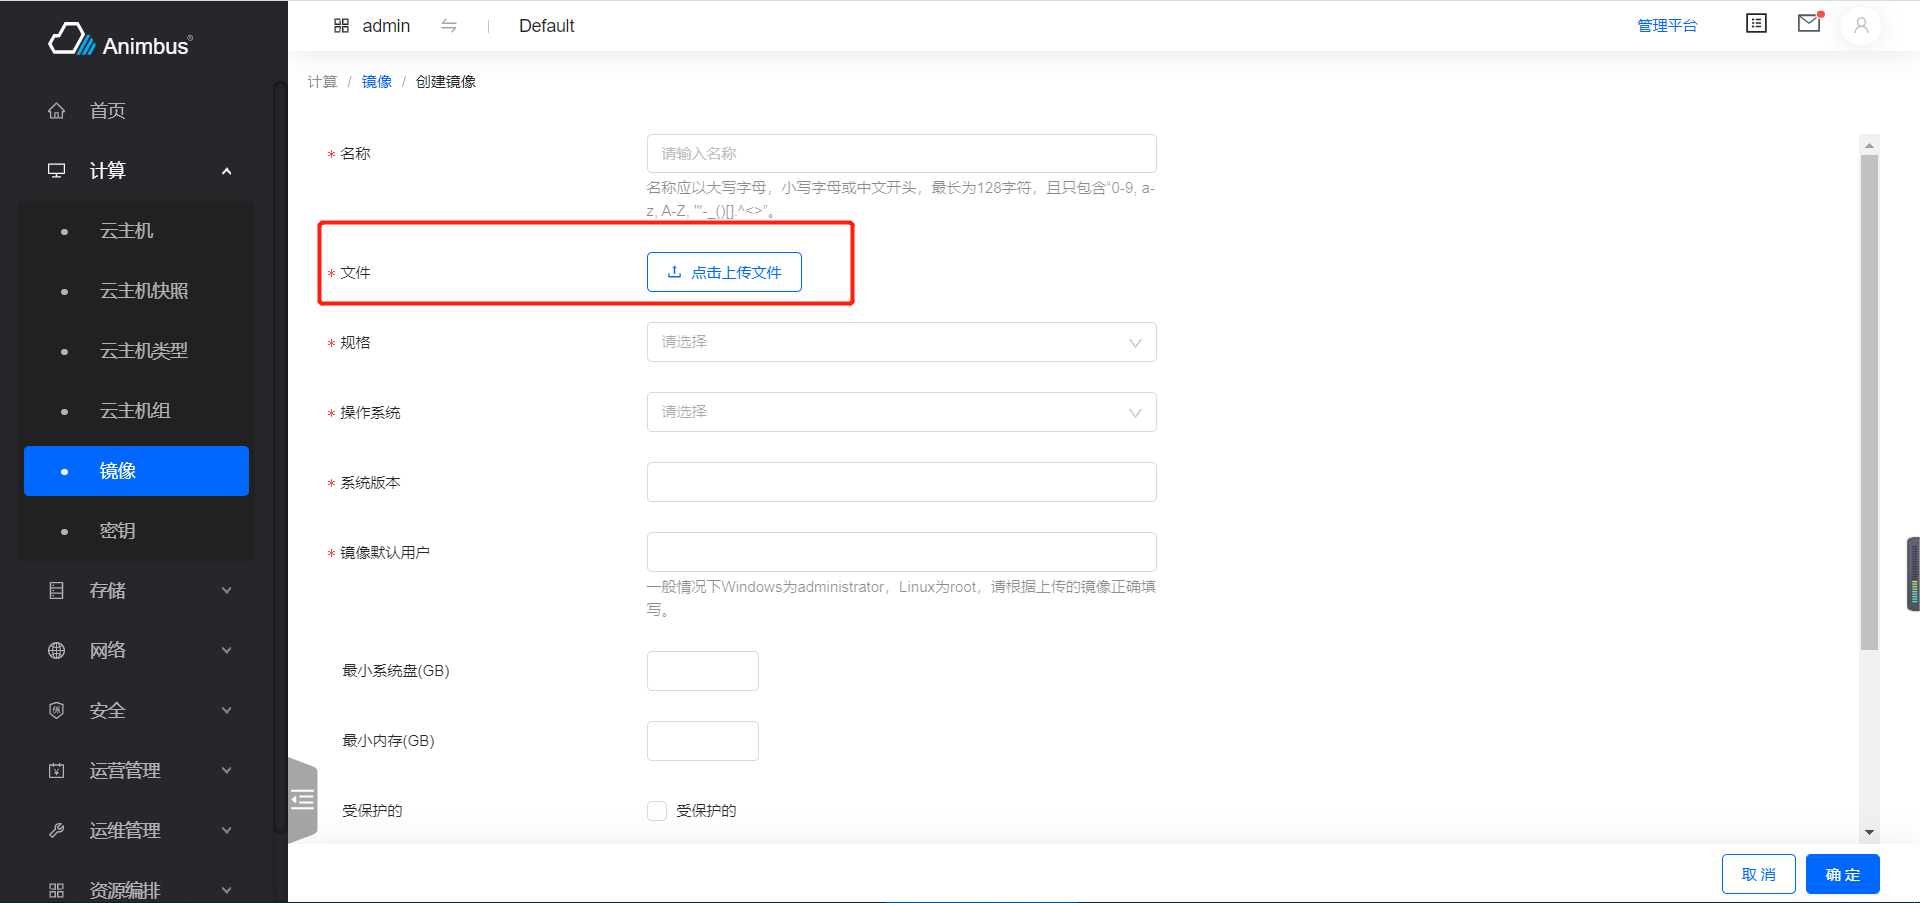 Animbus®
admin
Default
管理平台
首页
计算
云主机
云主机快照
云主机类型
云主机组
镜像
密钥
存储
网络
安全
运营管理
运维管理
资源编排
计算 / 镜像 / 创建镜像
* 名称
请输入名称
名称应以大写字母，小写字母或中文开头，最长为128字符，且只包含“0-9, a-
z, A-Z, "'-_()[].^<>”。
* 文件
点击上传文件
* 规格
请选择
* 操作系统
请选择
* 系统版本
* 镜像默认用户
一般情况下Windows为administrator，Linux为root，请根据上传的镜像正确填
写。
最小系统盘(GB)
最小内存(GB)
受保护的
受保护的
取 消
确 定